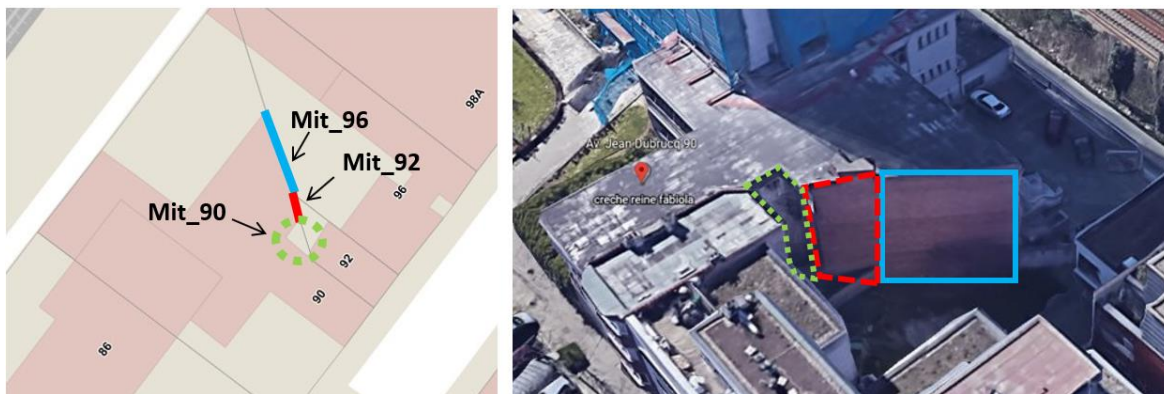 Mit_96
Mit_92
Mit_90
98A
96
92
90
86
Av. Jean Dubrucq 90
creche reine fabiola